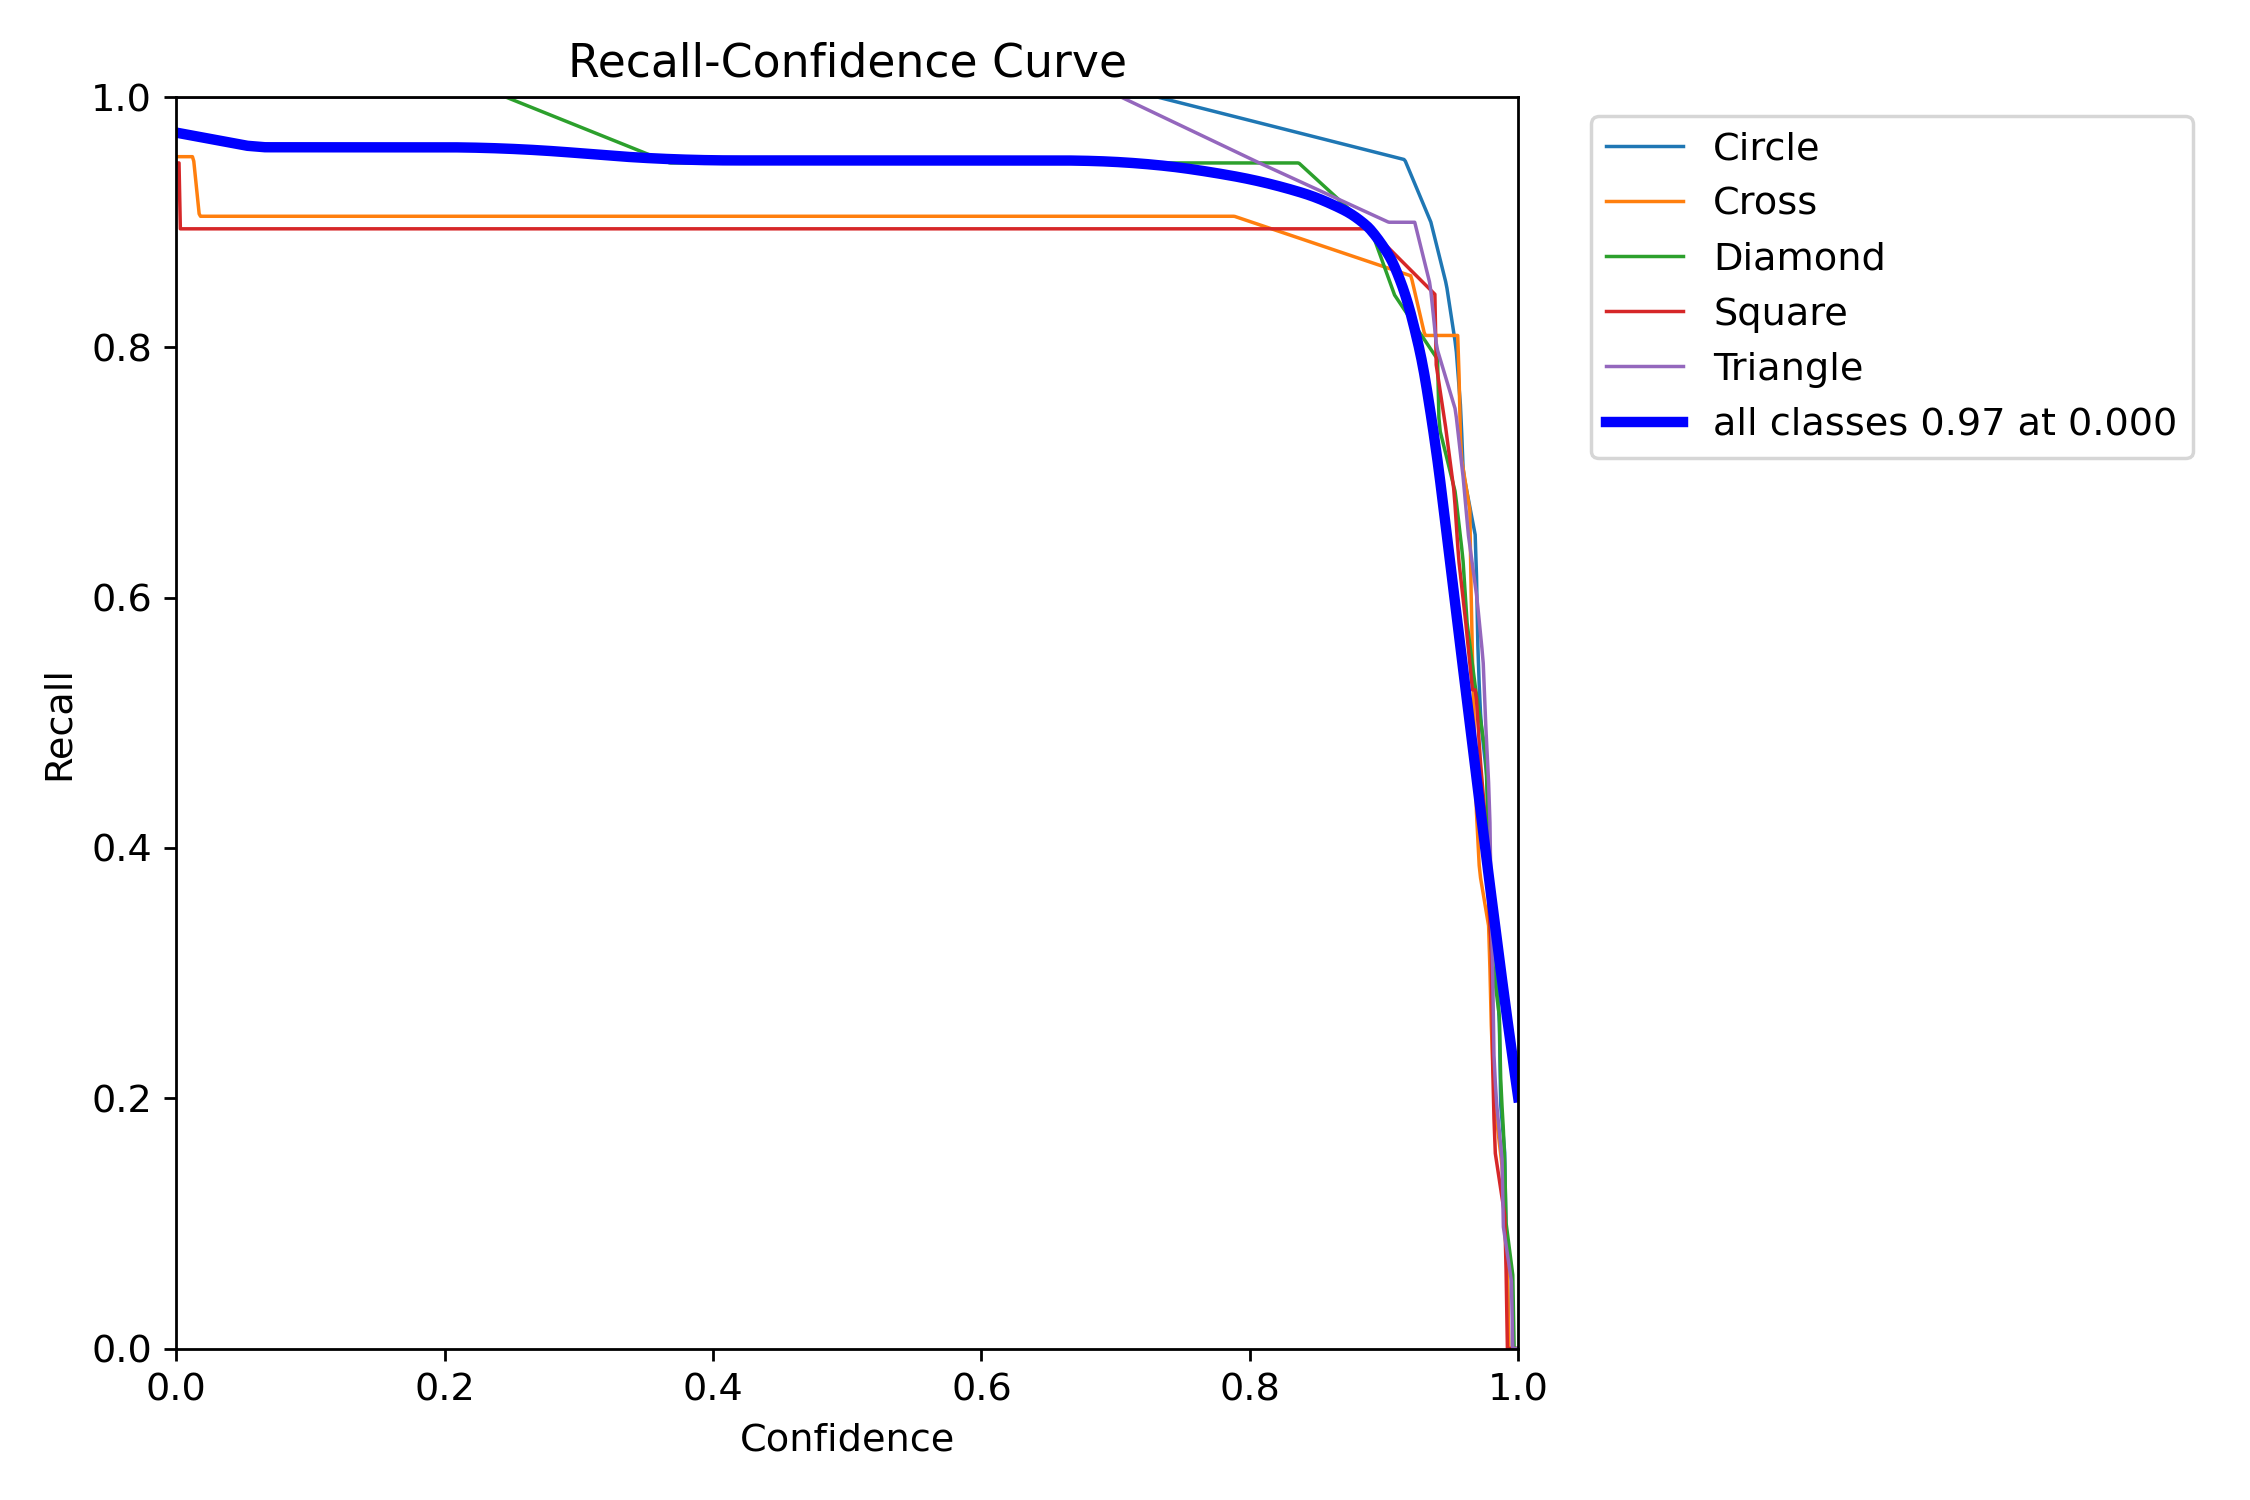 Recall-Confidence Curve
1.0
0.8
0.6
0.4
0.2
0.0
Recall
0.0 0.2 0.4 0.6 0.8 1.0
Confidence
Circle
Cross
Diamond
Square
Triangle
all classes 0.97 at 0.000